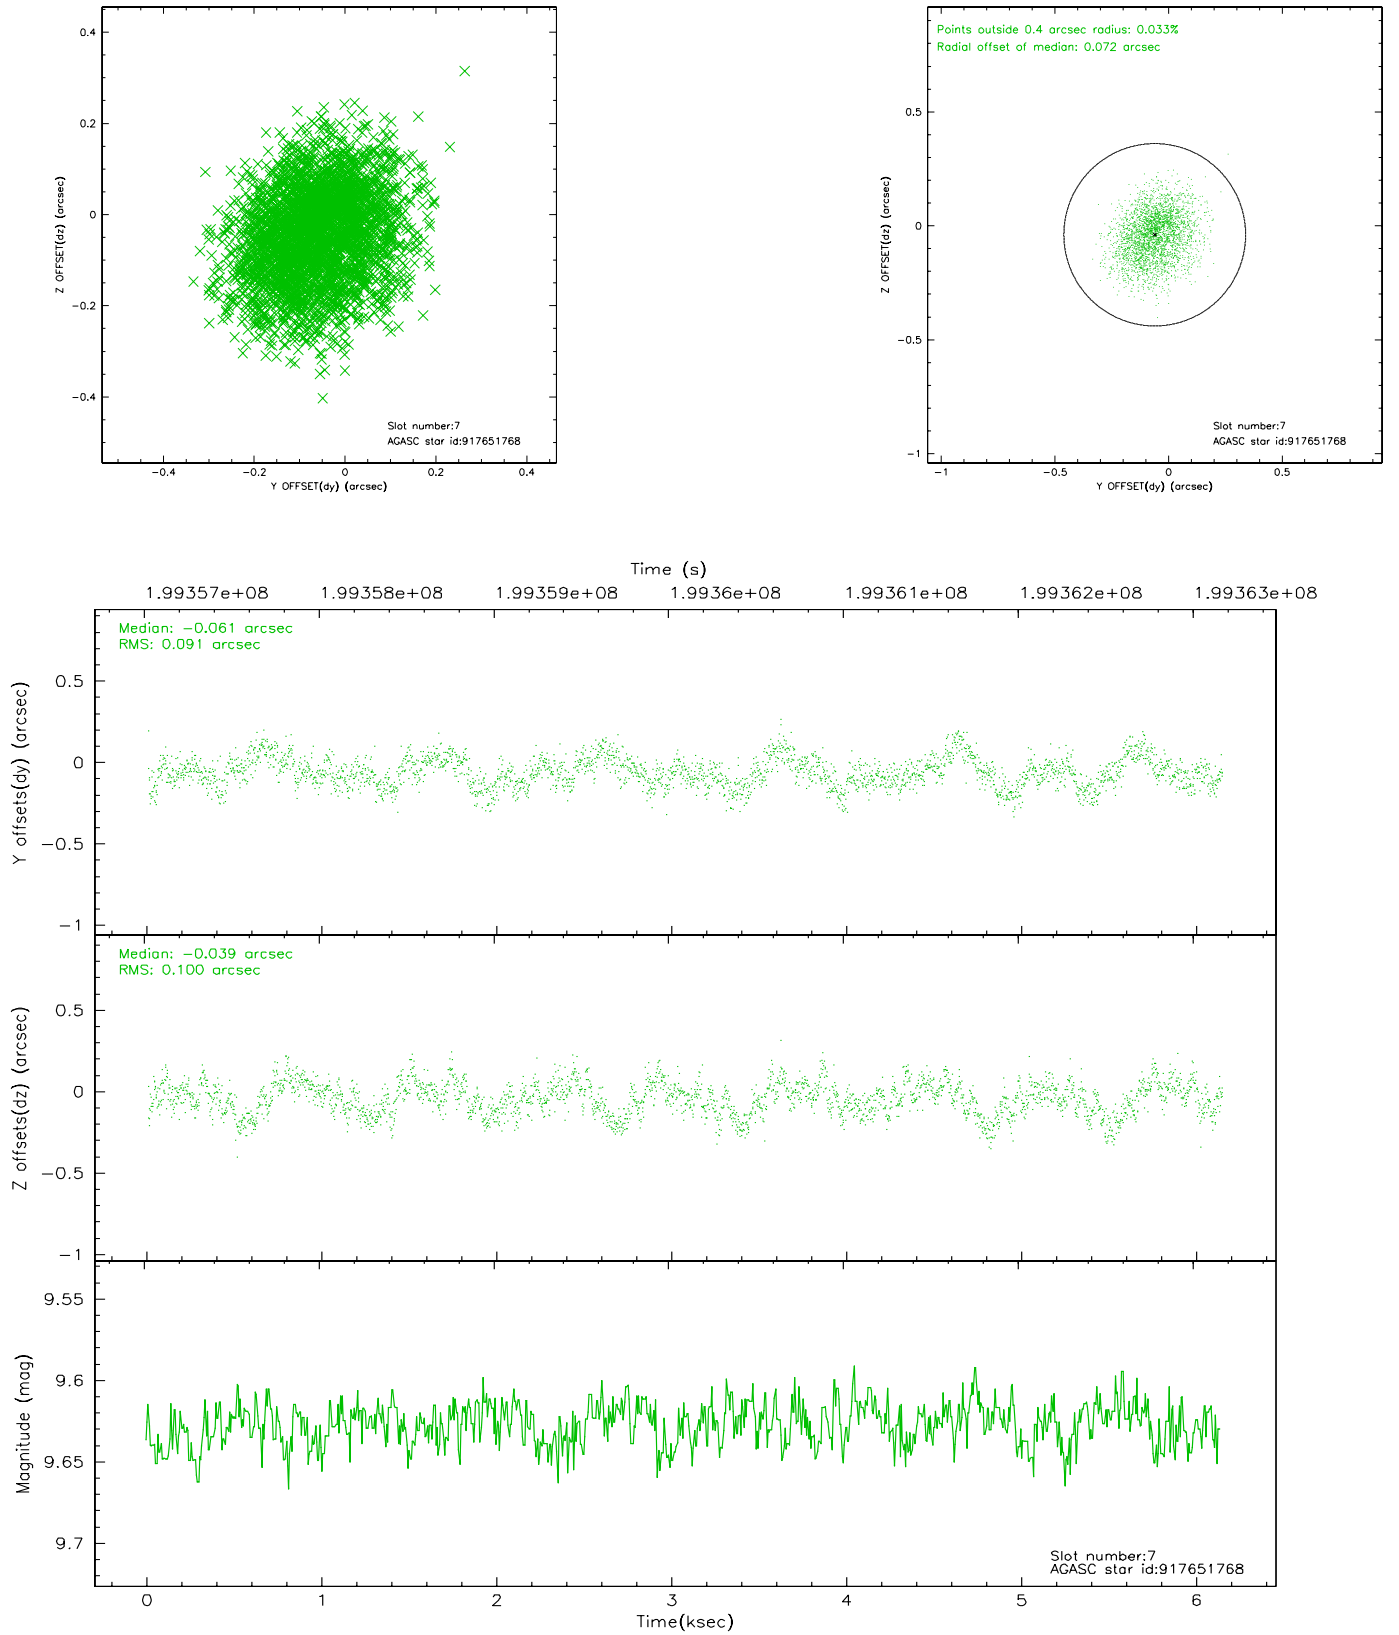 0.4
0.2
0
−0.2
−0.4
Z OFFSET(dz) (arcsec)
−0.4
−0.2
0
0.2
0.4
Y OFFSET(dy) (arcsec)
Slot number:7
AGASC star id:917651768
Points outside 0.4 arcsec radius: 0.033%
Radial offset of median: 0.072 arcsec
0.5
0
−0.5
−1
Z OFFSET(dz) (arcsec)
−1
−0.5
0
0.5
Y OFFSET(dy) (arcsec)
Slot number:7
AGASC star id:917651768
Time (s)
1.99357e+08
1.99358e+08
1.99359e+08
1.9936e+08
1.99361e+08
1.99362e+08
1.99363e+08
Median: −0.061 arcsec
RMS: 0.091 arcsec
0.5
0
−0.5
−1
Y offsets(dy) (arcsec)
Median: −0.039 arcsec
RMS: 0.100 arcsec
0.5
0
−0.5
−1
Z offsets(dz) (arcsec)
9.55
9.6
9.65
9.7
Magnitude (mag)
Slot number:7
AGASC star id:917651768
0
1
2
3
4
5
6
Time(ksec)